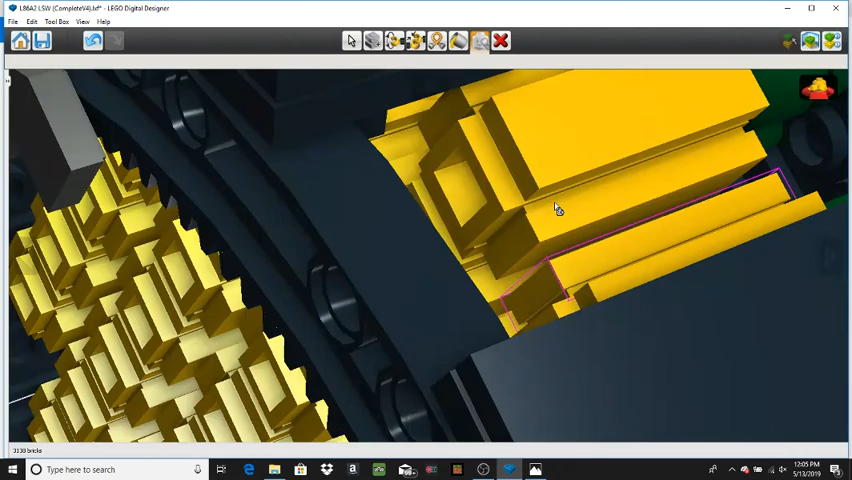 L86A2 LSW (CompleteV4).lxf* - LEGO Digital Designer
File Edit Tool Box View Help
3138 bricks
Type here to search
12:05 PM
5/13/2019